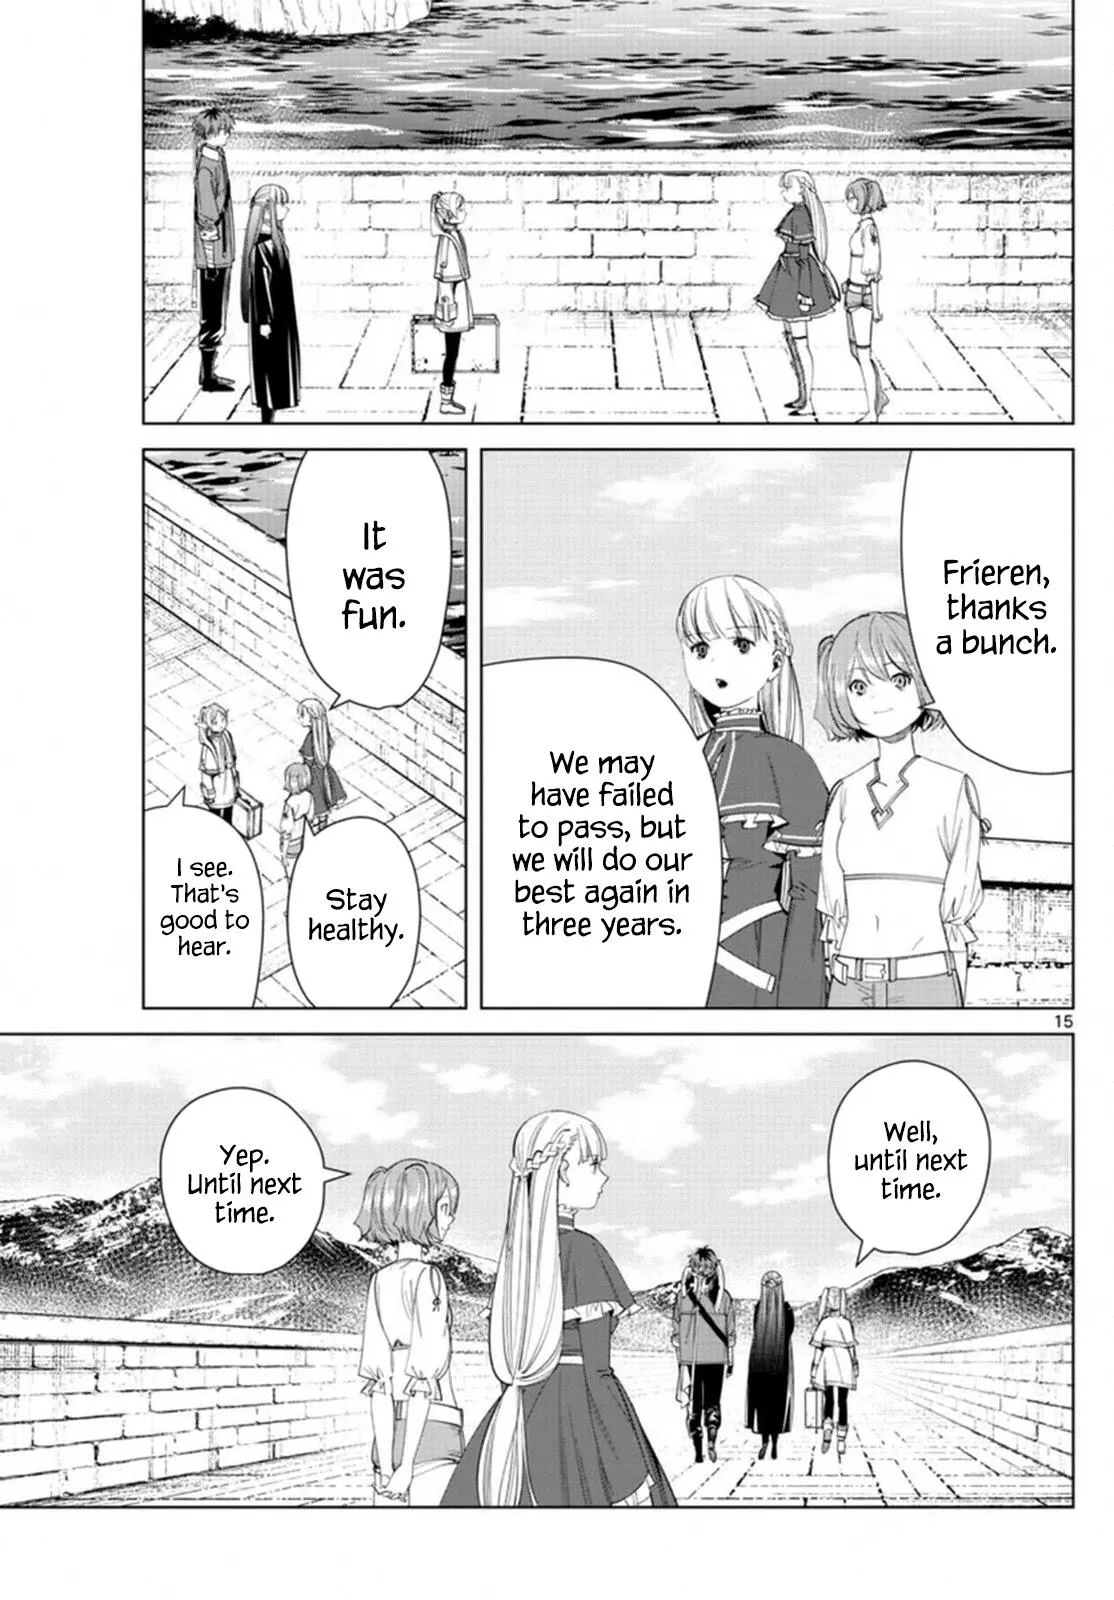 Frieren,
thanks
a bunch.
We may
have failed
to pass, but
we will do our
best again in
three years.
It
was
fun.
Stay
healthy.
I see.
That's
good to
hear.
15
Well,
until next
time.
Yep.
Until next
time.